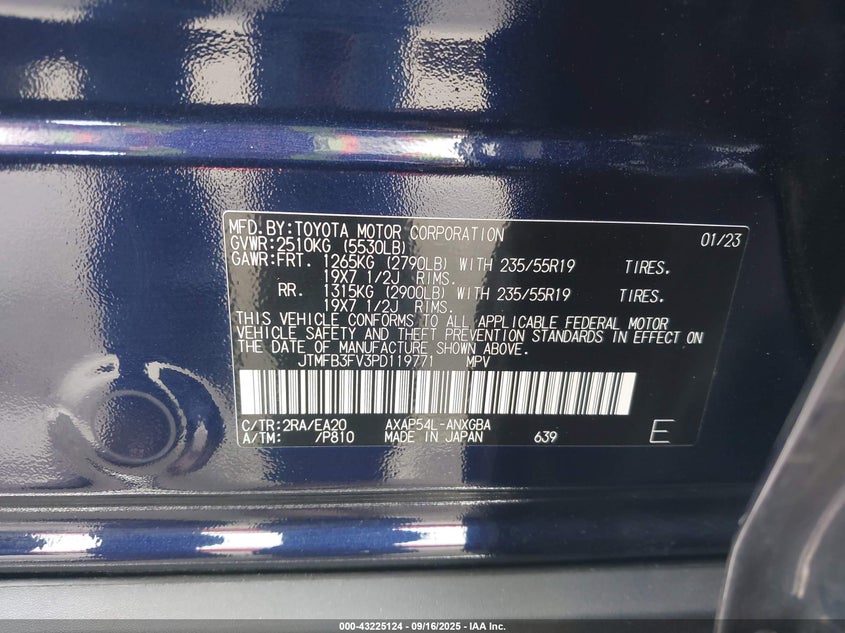 MFD.BY:TOYOTA MOTOR CORPORATION 01/23
GVWR:2510KG (5530LB)
GAWR:FRT. 1265KG (2790LB) WITH 235/55R19 TIRES.
19X7 1/2J RIMS.
RR. 1315KG (2900LB) WITH 235/55R19 TIRES.
19X7 1/2J RIMS.
THIS VEHICLE CONFORMS TO ALL APPLICABLE FEDERAL MOTOR
VEHICLE SAFETY AND THEFT PREVENTION STANDARDS IN EFFECT ON
THE DATE OF MANUFACTURE SHOWN ABOVE.
JTMFB3FV3PD119771 MPV
C/TR:2RA/EA20 AXAP54L-ANXGBA
A/TM: /P810 MADE IN JAPAN 639 E
000-43225124 - 09/16/2025 - IAA Inc.